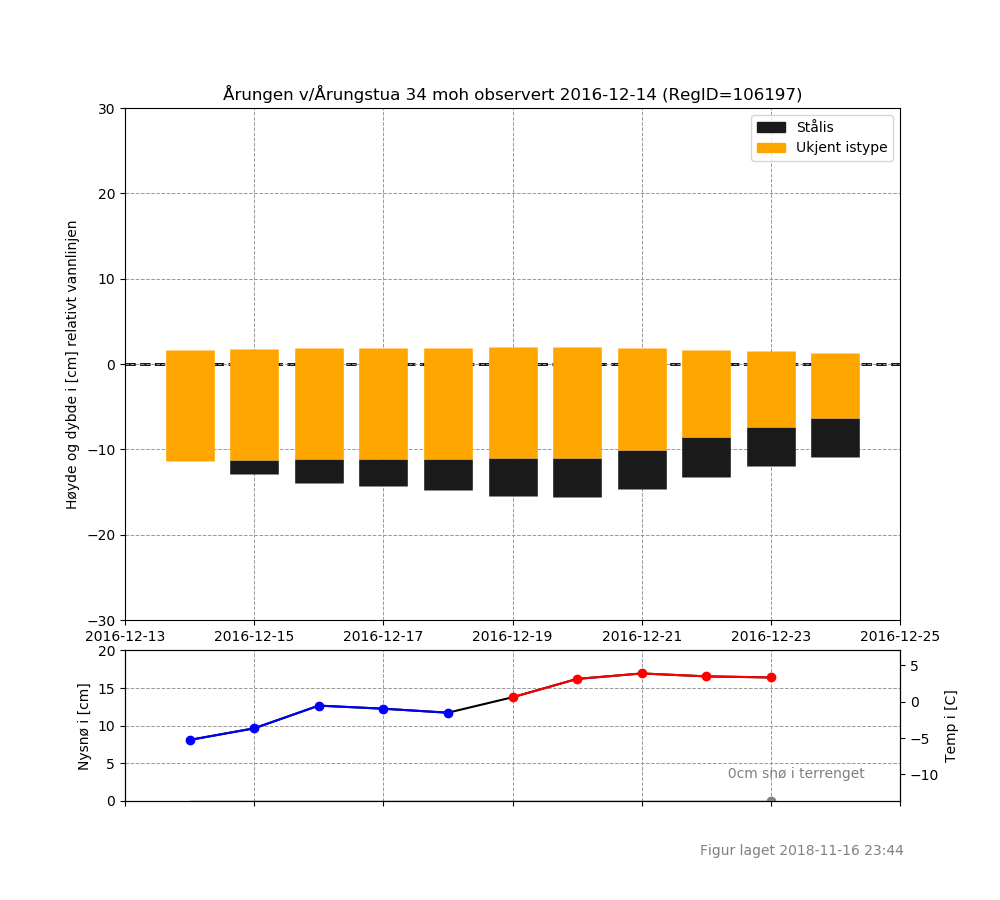 Årungen v/Årungstua 34 moh observert 2016-12-14 (RegID=106197)
Stålis
Ukjent istype
Høyde og dybde i [cm] relativt vannlinjen
30
20
10
0
−10
−20
−30
2016-12-13 2016-12-15 2016-12-17 2016-12-19 2016-12-21 2016-12-23 2016-12-25
Nysnø i [cm]
20
15
10
5
0
5
0
−5
−10
Temp i [C]
0cm snø i terrenget
Figur laget 2018-11-16 23:44